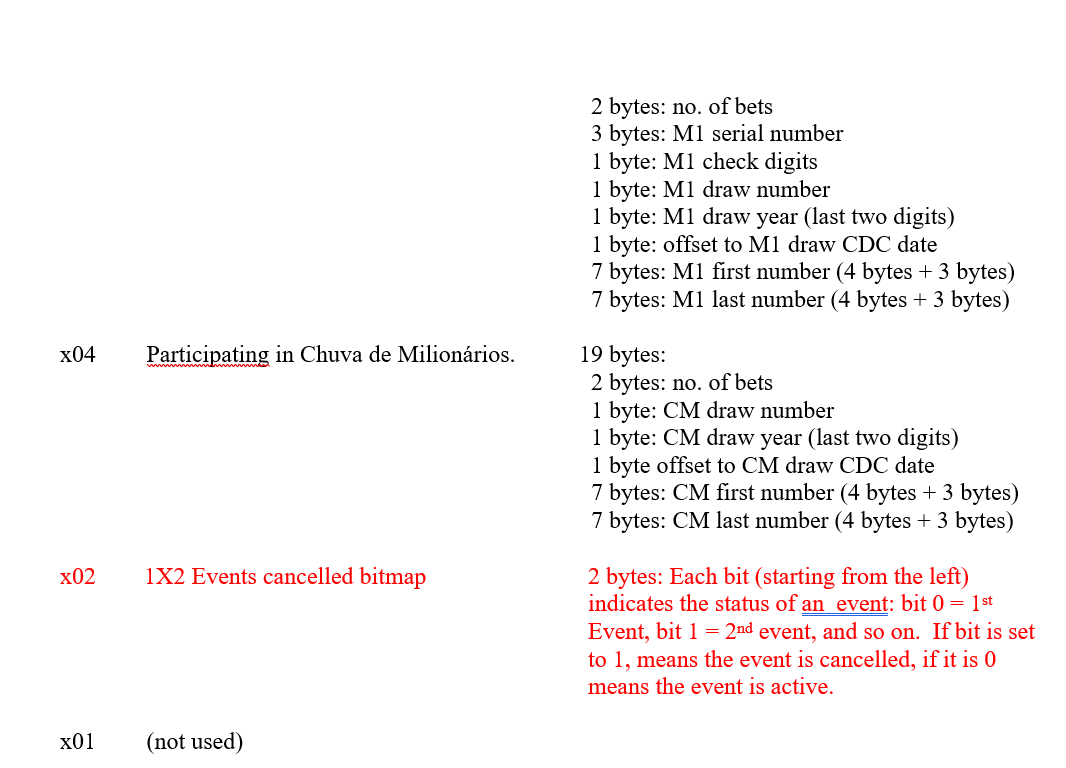 2 bytes: no. of bets
3 bytes: M1 serial number
1 byte: M1 check digits
1 byte: M1 draw number
1 byte: M1 draw year (last two digits)
1 byte: offset to M1 draw CDC date
7 bytes: M1 first number (4 bytes + 3 bytes)
7 bytes: M1 last number (4 bytes + 3 bytes)
x04 Participating in Chuva de Milionários. 19 bytes:
2 bytes: no. of bets
1 byte: CM draw number
1 byte: CM draw year (last two digits)
1 byte offset to CM draw CDC date
7 bytes: CM first number (4 bytes + 3 bytes)
7 bytes: CM last number (4 bytes + 3 bytes)
x02 1X2 Events cancelled bitmap 2 bytes: Each bit (starting from the left)
indicates the status of an  event: bit 0 = 1st
Event, bit 1 = 2nd event, and so on.  If bit is set
to 1, means the event is cancelled, if it is 0
means the event is active.
x01 (not used)